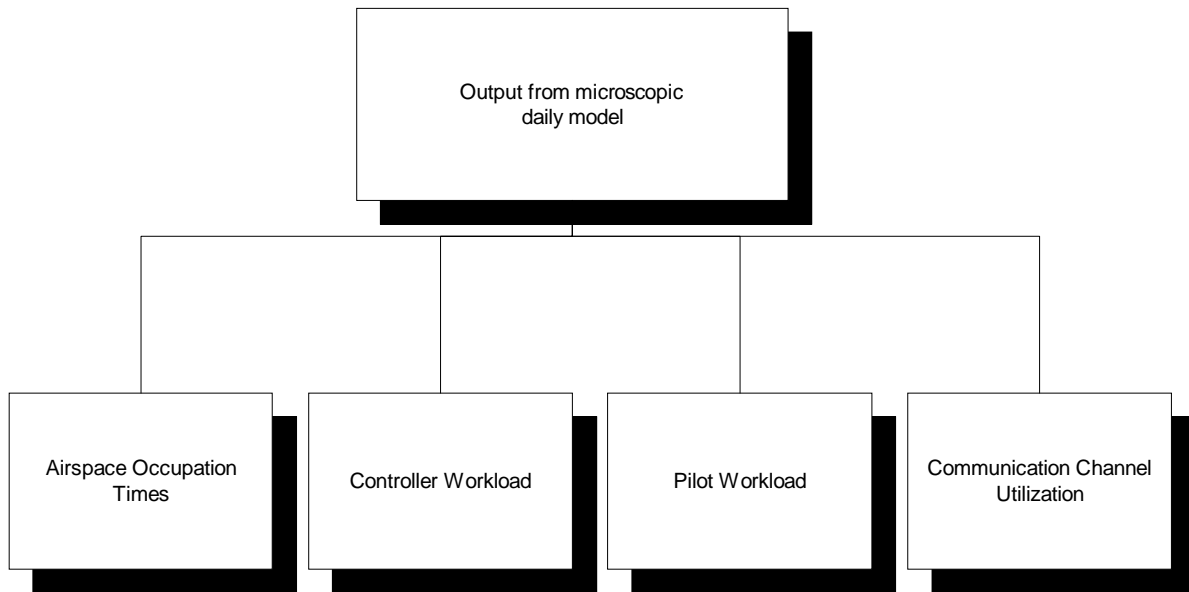 Output from microscopic
daily model
Airspace Occupation
Times
Controller Workload
Pilot Workload
Communication Channel
Utilization